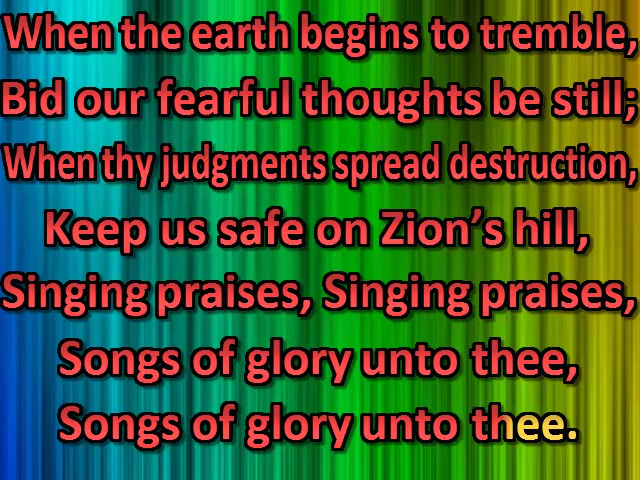 When the earth begins to tremble,
Bid our fearful thoughts be still;
When thy judgments spread destruction,
Keep us safe on Zion’s hill,
Singing praises, Singing praises,
Songs of glory unto thee,
Songs of glory unto thee.